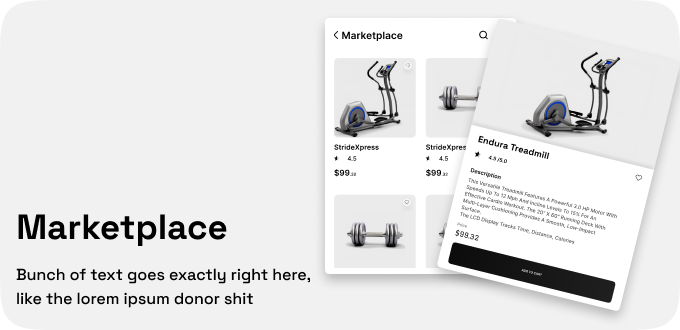 Marketplace
Bunch of text goes exactly right here,
like the lorem ipsum donor shit
Marketplace
StrideXpress
4.5
$99.28
StrideXpress
4.5
$99.28
Endura Treadmill
4.5 /5.0
Description
This Versatile Treadmill Features A Powerful 3.0 HP Motor With
Speeds Up To 12 Mph And Incline Levels To 15% For An
Effective Cardio Workout. The 20" X 60" Running Deck With
Multi-Layer Cushioning Provides A Smooth, Low-Impact
Surface.
The LCD Display Tracks Time, Distance, Calories
Price
$98.32
ADD TO CART